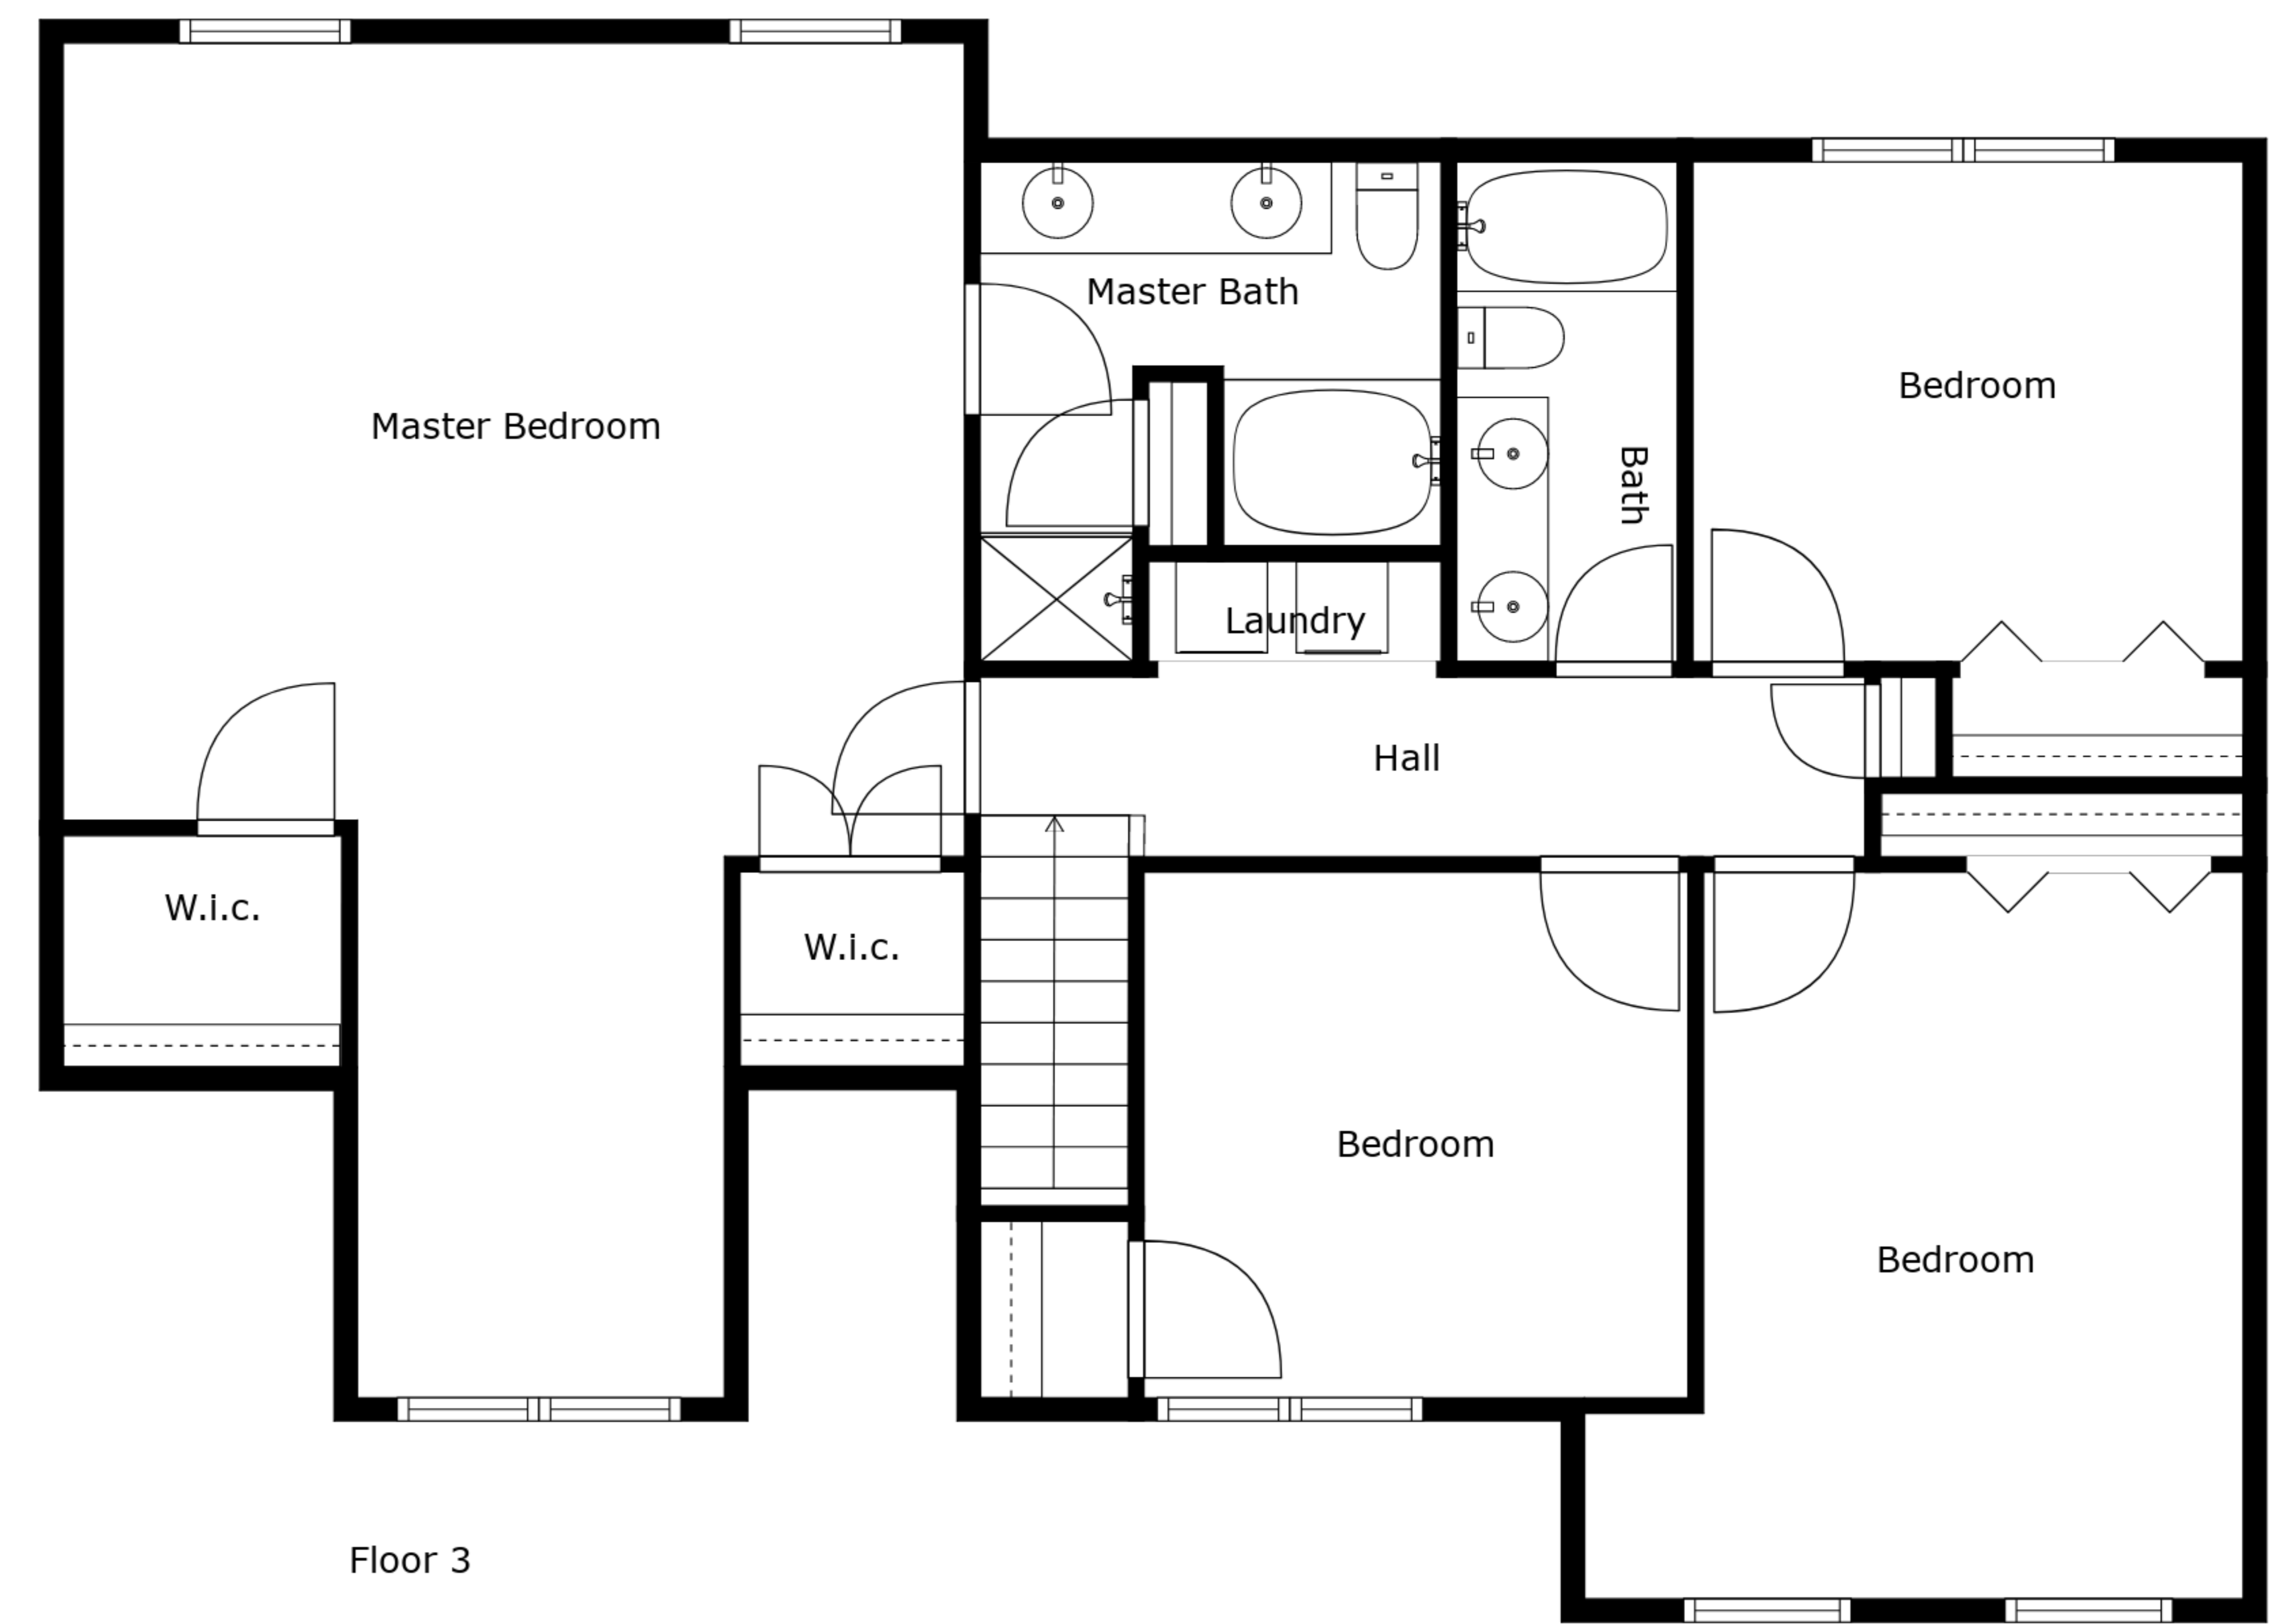 Master Bath
Bedroom
Master Bedroom
Bath
Laundry
Hall
W.i.c.
W.i.c.
Bedroom
Bedroom
Floor 3